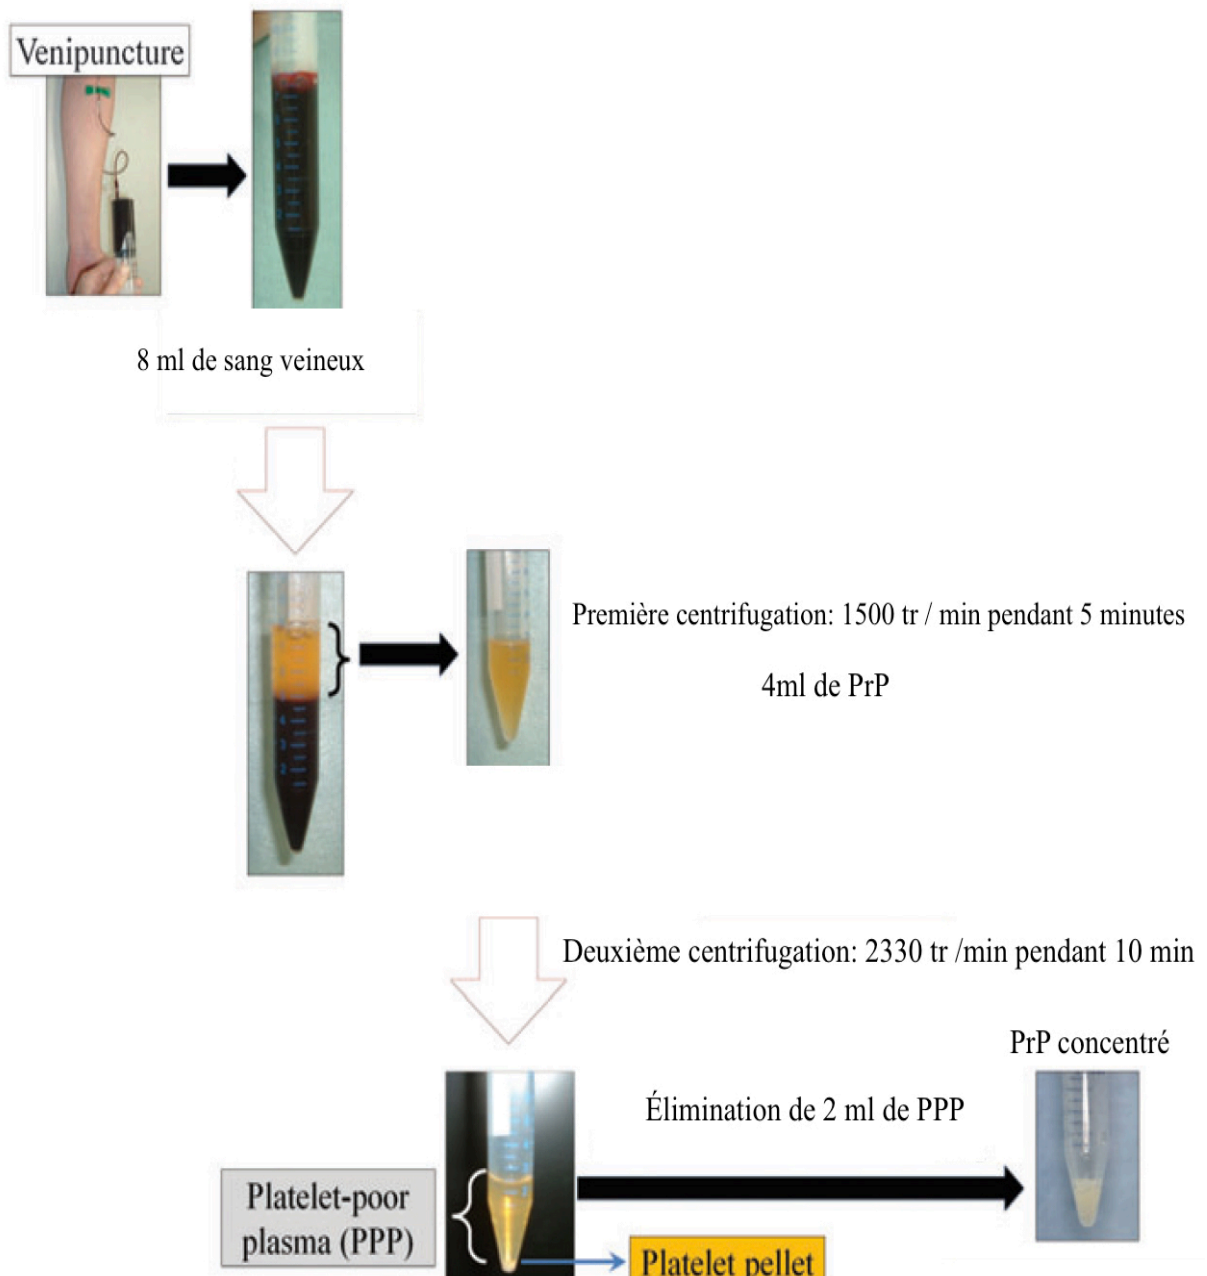 Venipuncture
8 ml de sang veineux
Première centrifugation: 1500 tr / min pendant 5 minutes
4ml de PrP
Deuxième centrifugation: 2330 tr /min pendant 10 min
PrP concentré
Élimination de 2 ml de PPP
Platelet-poor
plasma (PPP)
Platelet pellet